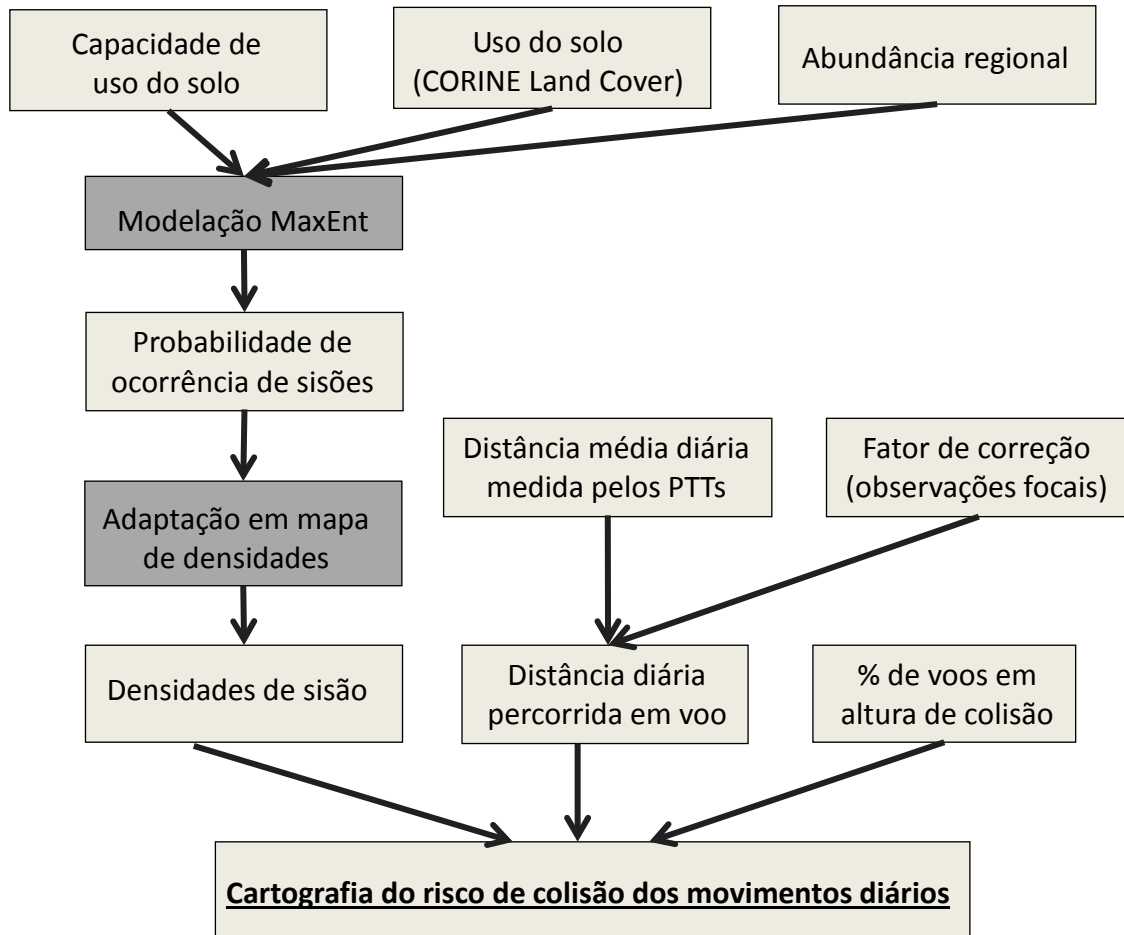 Capacidade de
uso do solo
Uso do solo
(CORINE Land Cover)
Abundância regional
Modelação MaxEnt
Probabilidade de
ocorrência de sisões
Distância média diária
medida pelos PTTs
Fator de correção
(observações focais)
Adaptação em mapa
de densidades
Densidades de sisão
Distância diária
percorrida em voo
% de voos em
altura de colisão
Cartografia do risco de colisão dos movimentos diários